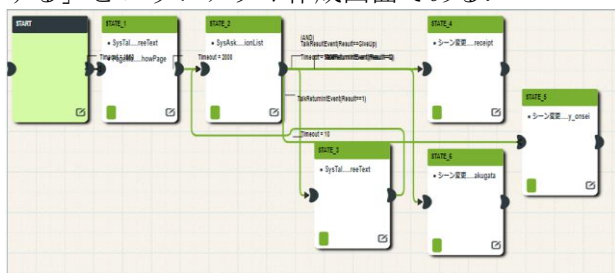 する」というシナリオ作成画面である.
START
STATE_1
• SysTal.....reeText
STATE_2
• SysAsk.....ionList
Timeout = 2000
(AND)
TalkResultEvent(Result==GiveUp)
TalkReturnIntEvent(Result==1)
Timeout = 10
STATE_3
• SysTal.....reeText
STATE_4
• シーン変更.....receipt
STATE_5
• シーン変更.....y_onsei
STATE_6
• シーン変更.....akugata